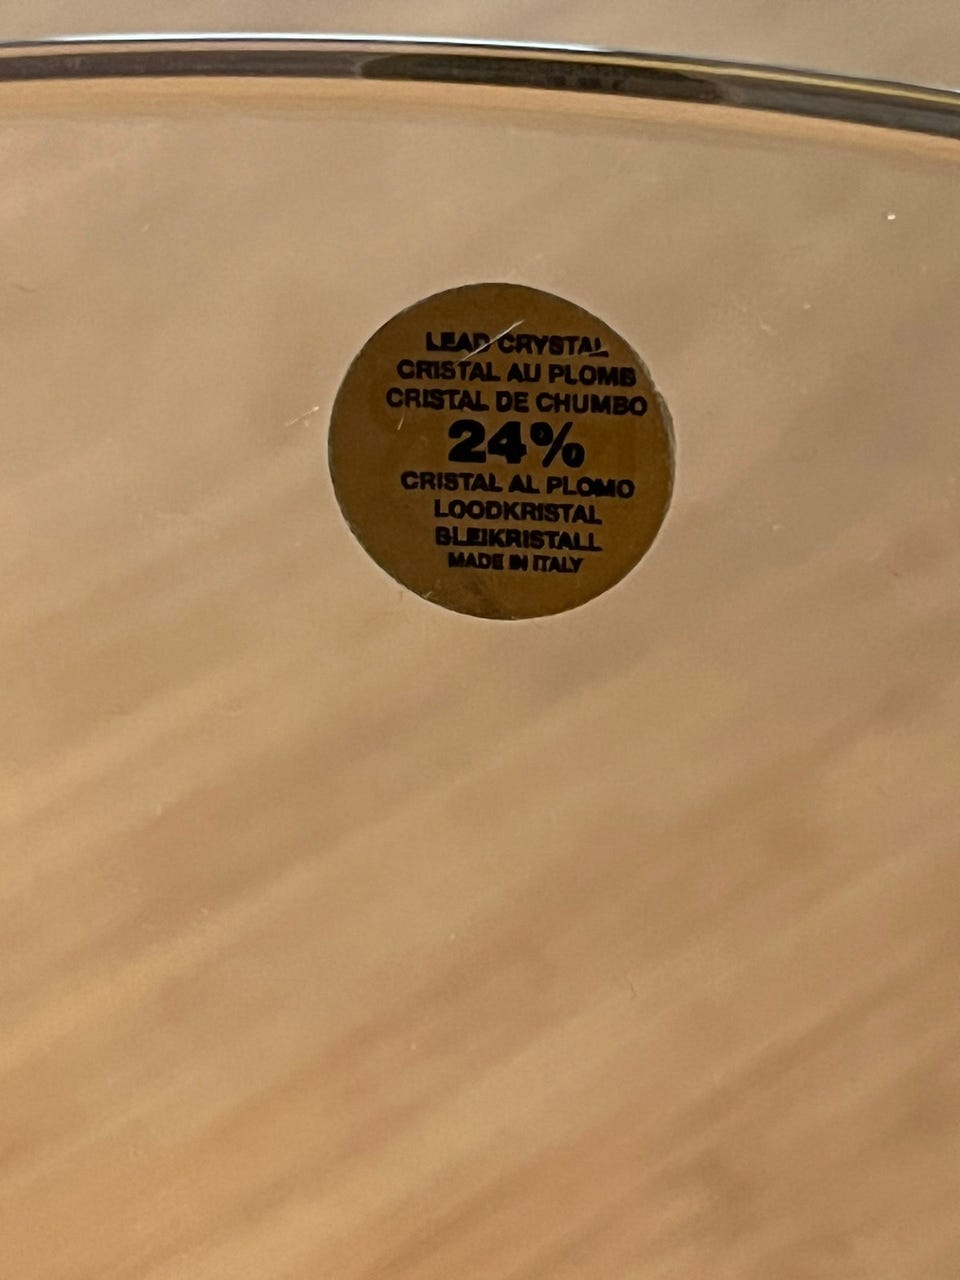 LEAD CRYSTAL
CRISTAL AU PLOMB
CRISTAL DE CHUMBO
24%
CRISTAL AL PLOMO
LOODKRISTAL
BLEIKRISTALL
MADE IN ITALY